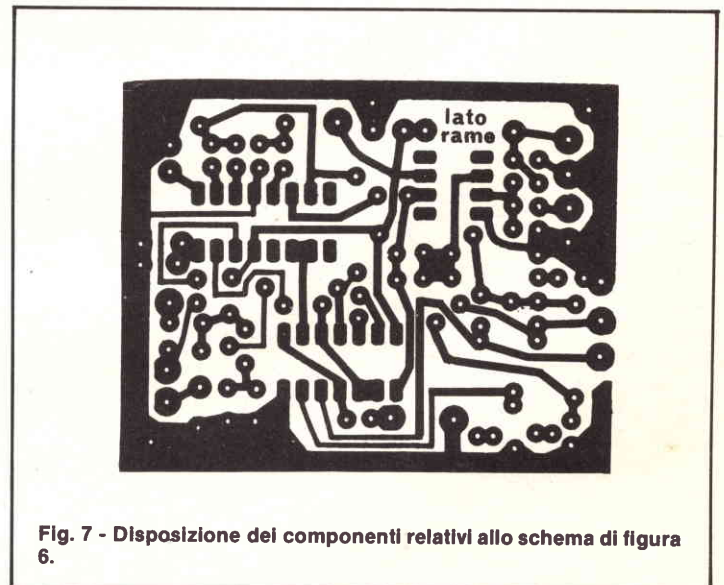 lato
rame
Fig. 7 - Disposizione dei componenti relativi allo schema di figura
6.